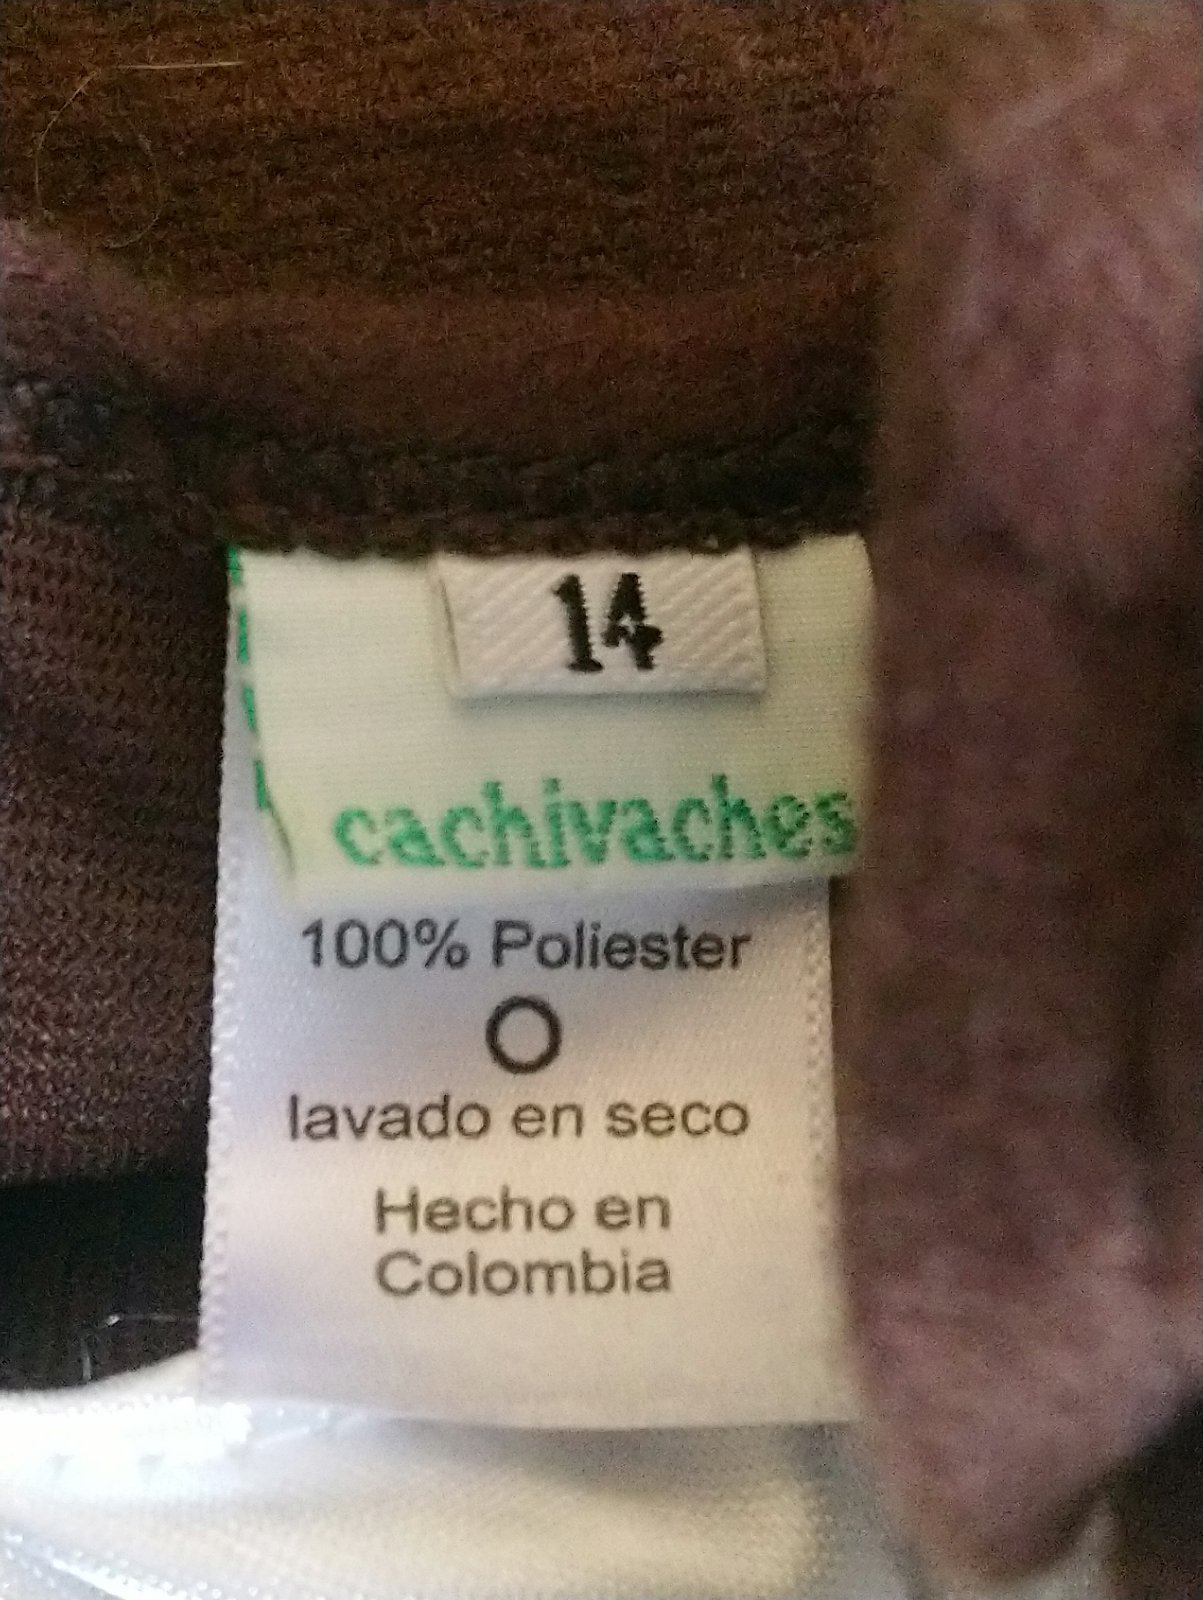 14
cachivaches
100% Poliester
lavado en seco
Hecho en
Colombia